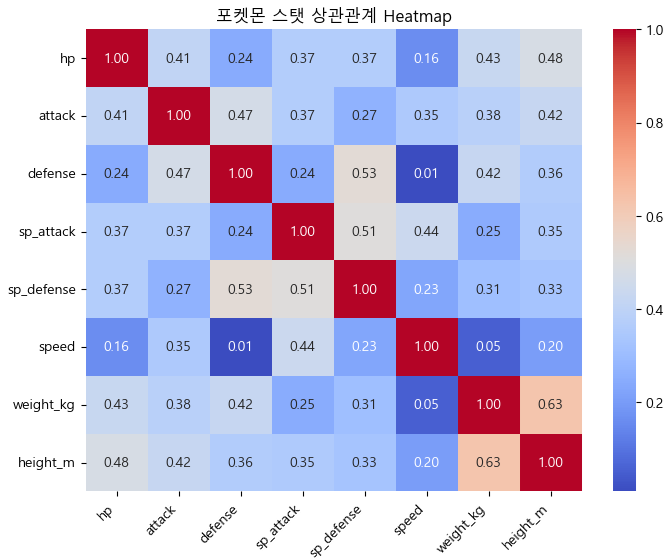 포켓몬 스탯 상관관계 Heatmap
hp 1.00 0.41 0.24 0.37 0.37 0.16 0.43 0.48
attack 0.41 1.00 0.47 0.37 0.27 0.35 0.38 0.42
defense 0.24 0.47 1.00 0.24 0.53 0.01 0.42 0.36
sp_attack 0.37 0.37 0.24 1.00 0.51 0.44 0.25 0.35
sp_defense 0.37 0.27 0.53 0.51 1.00 0.23 0.31 0.33
speed 0.16 0.35 0.01 0.44 0.23 1.00 0.05 0.20
weight_kg 0.43 0.38 0.42 0.25 0.31 0.05 1.00 0.63
height_m 0.48 0.42 0.36 0.35 0.33 0.20 0.63 1.00
hp attack defense sp_attack sp_defense speed weight_kg height_m
1.0
0.8
0.6
0.4
0.2